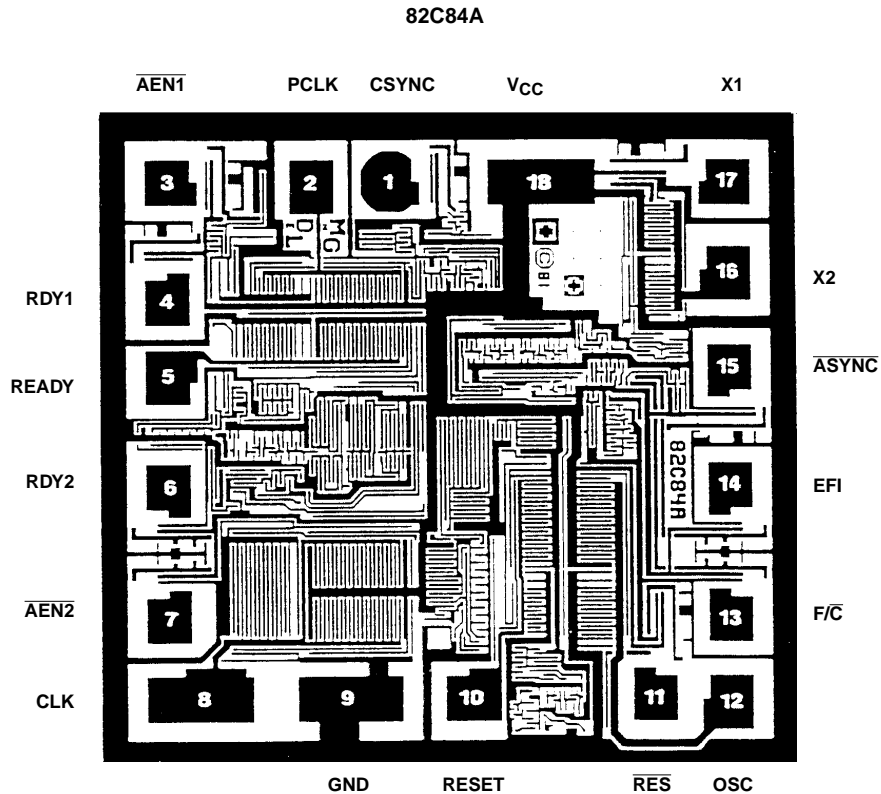 82C84A
AEN1 PCLK CSYNC VCC X1
3 2 1 18 17
4 16 X2
RDY1
5 15 ASYNC
READY
RDY2 6 14 EFI
82C84A
AEN2 7 13 F/C
CLK 8 9 10 11 12
GND RESET RES OSC